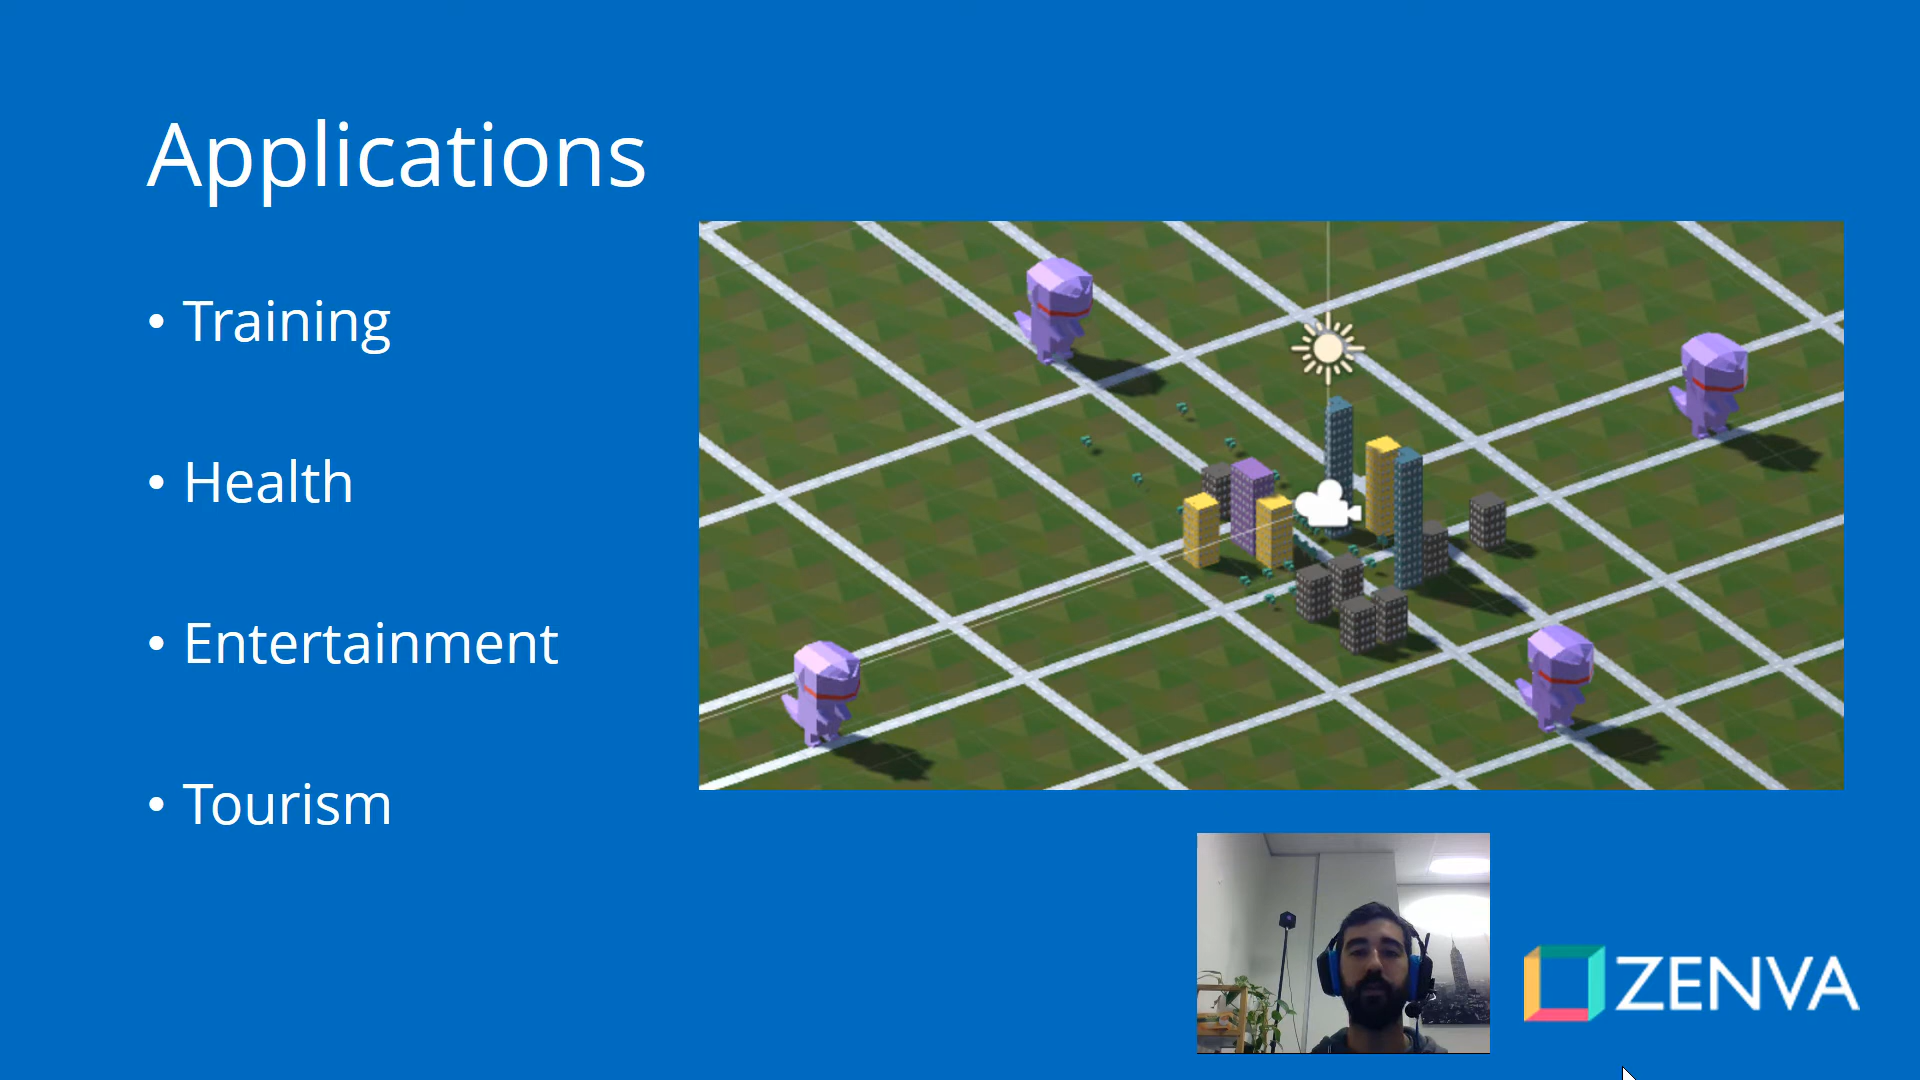 Applications
• Training
• Health
• Entertainment
• Tourism
ZENVA